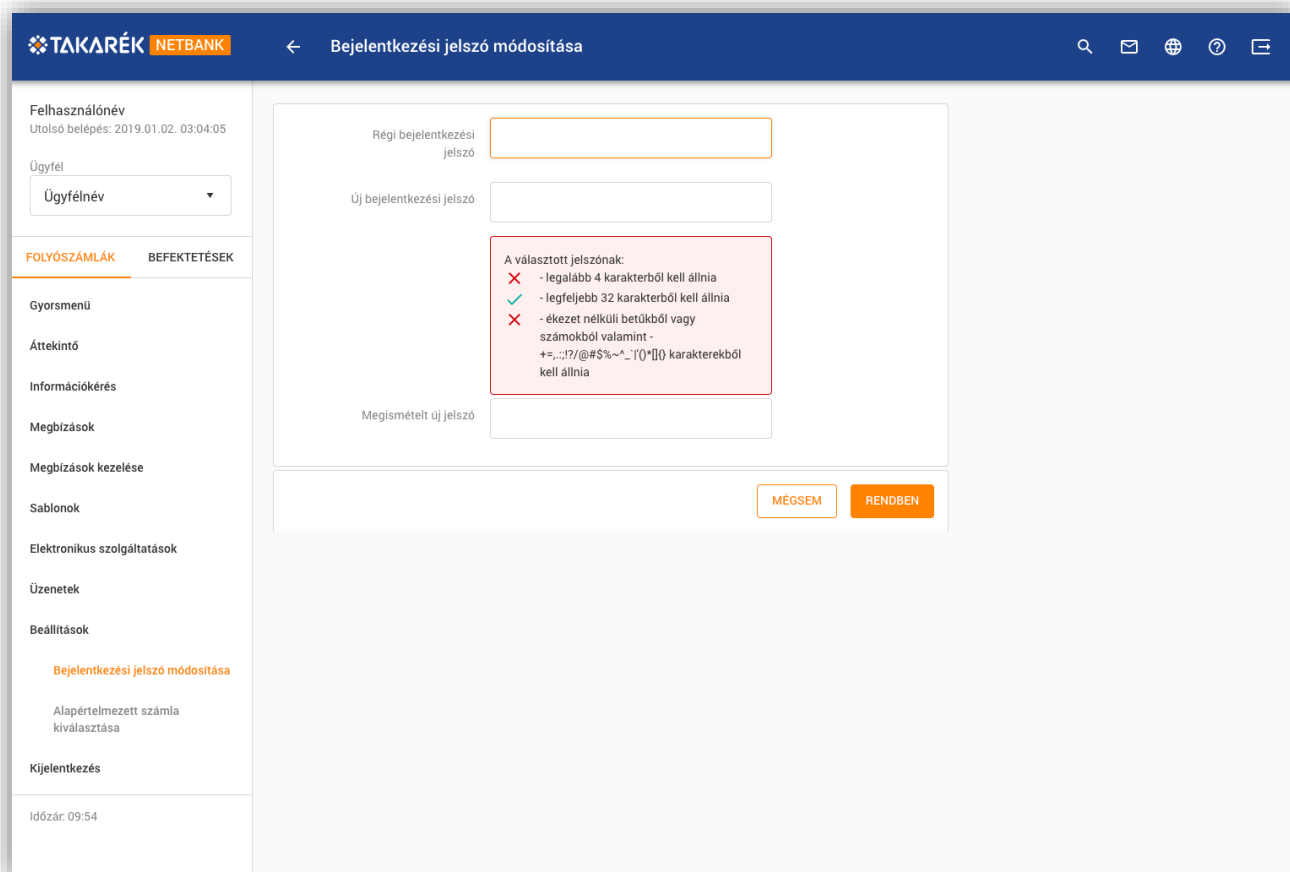 TAKARÉK NETBANK
Bejelentkezési jelszó módosítása
Felhasználónév
Utolsó belépés: 2019.01.02. 03:04:05
Ügyfél
Ügyfélnév
FOLYÓSZÁMLÁK
BEFEKTETÉSEK
Gyorsmenü
Áttekintő
Információkérés
Megbízások
Megbízások kezelése
Sablonok
Elektronikus szolgáltatások
Üzenetek
Beállítások
Bejelentkezési jelszó módosítása
Alapértelmezett számla
kiválasztása
Kijelentkezés
Időzár: 09:54
Régi bejelentkezési
jelszó
Új bejelentkezési jelszó
A választott jelszónak:
- legalább 4 karakterből kell állnia
- legfeljebb 32 karakterből kell állnia
- ékezet nélküli betűkből vagy
számokból valamint -
+=,.:;!?/@#$%~^_`|'()*[]{} karakterekből
kell állnia
Megismételt új jelszó
MÉGSEM
RENDBEN